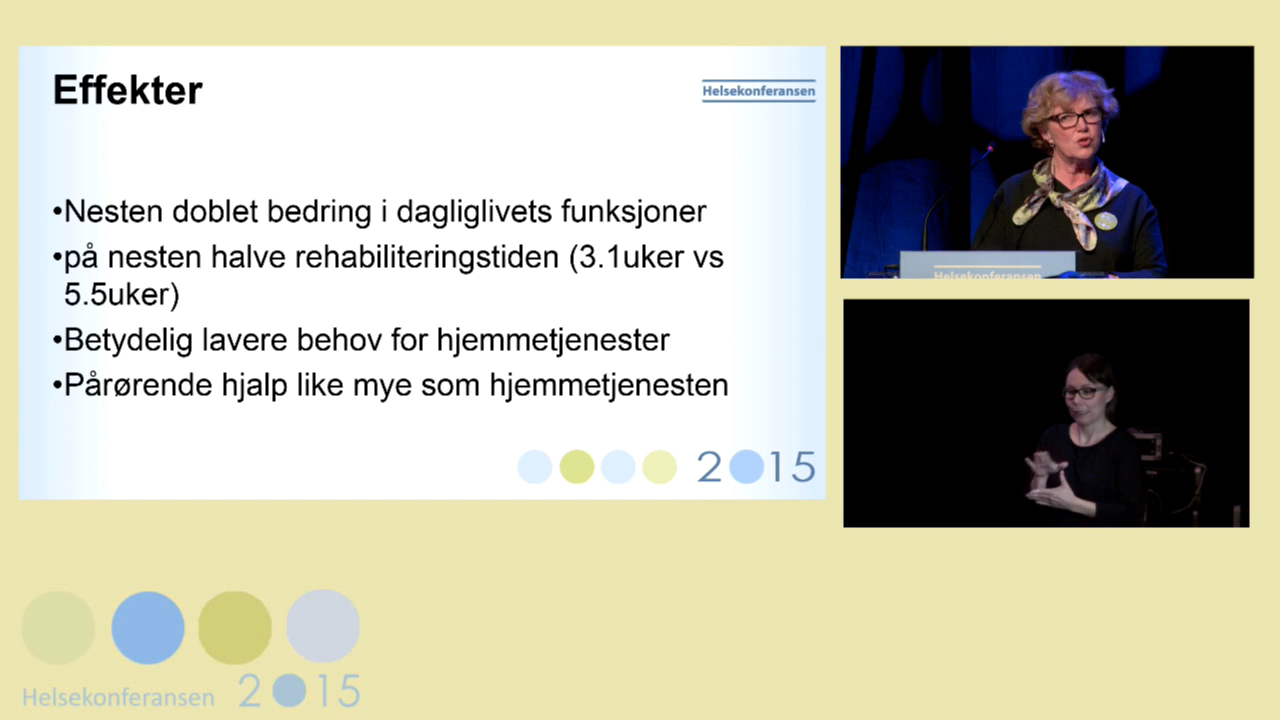 Effekter
Helsekonferansen
•Nesten doblet bedring i dagliglivets funksjoner
•på nesten halve rehabiliteringstiden (3.1uker vs
5.5uker)
•Betydelig lavere behov for hjemmetjenester
•Pårørende hjalp like mye som hjemmetjenesten
2015
Helsekonferansen
Helsekonferansen 2015